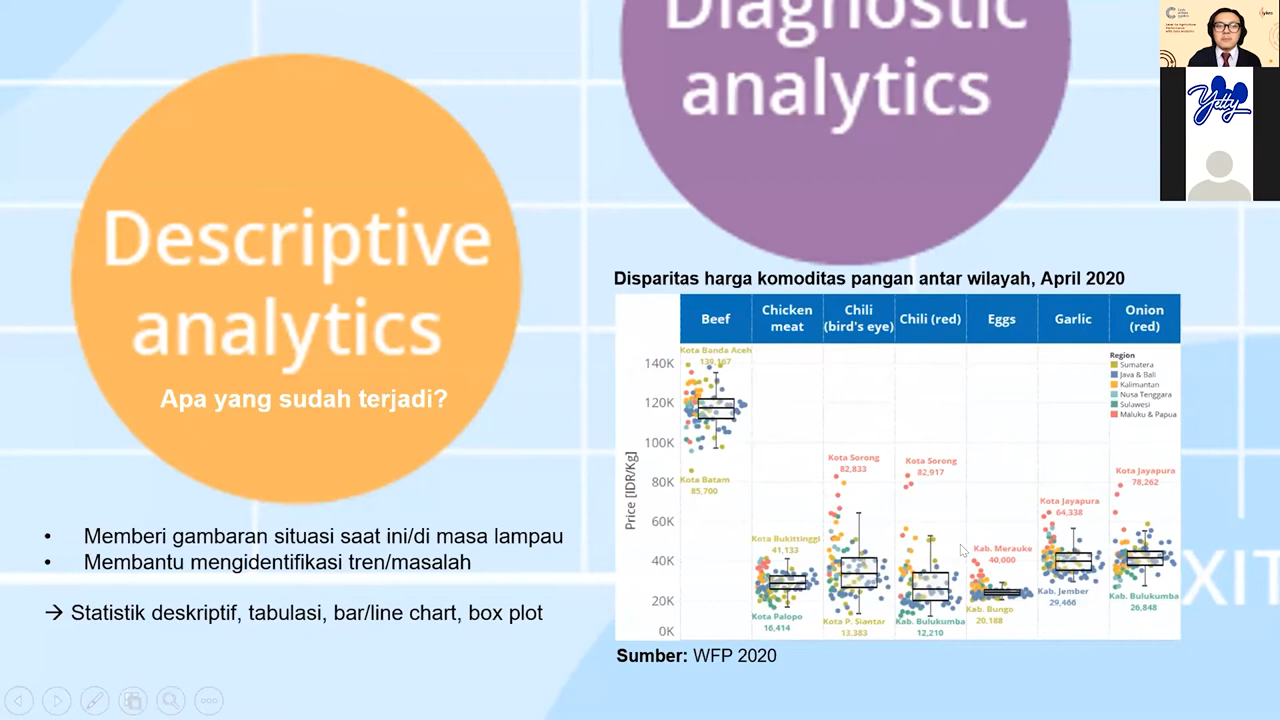 Diagnostic
analytics
Descriptive
analytics
Apa yang sudah terjadi?
• Memberi gambaran situasi saat ini/di masa lampau
• Membantu mengidentifikasi tren/masalah
→ Statistik deskriptif, tabulasi, bar/line chart, box plot
Disparitas harga komoditas pangan antar wilayah, April 2020
Beef
Chicken
meat
Chili
(bird's eye)
Chili (red)
Eggs
Garlic
Onion
(red)
Price [IDR/Kg]
140K
120K
100K
80K
60K
40K
20K
0K
Kota Banda Aceh
139,167
Kota Batam
85,700
Kota Bukittinggi
41,133
Kota Palopo
16,414
Kota Sorong
82,833
Kota P. Siantar
13,383
Kota Sorong
82,917
Kab. Bulukumba
12,210
Kab. Merauke
40,000
Kab. Bungo
20,188
Kota Jayapura
64,338
Kab. Jember
29,466
Kota Jayapura
78,262
Kab. Bulukumba
26,848
Region
Sumatera
Java & Bali
Kalimantan
Nusa Tenggara
Sulawesi
Maluku & Papua
Sumber: WFP 2020
XIT
Yetty